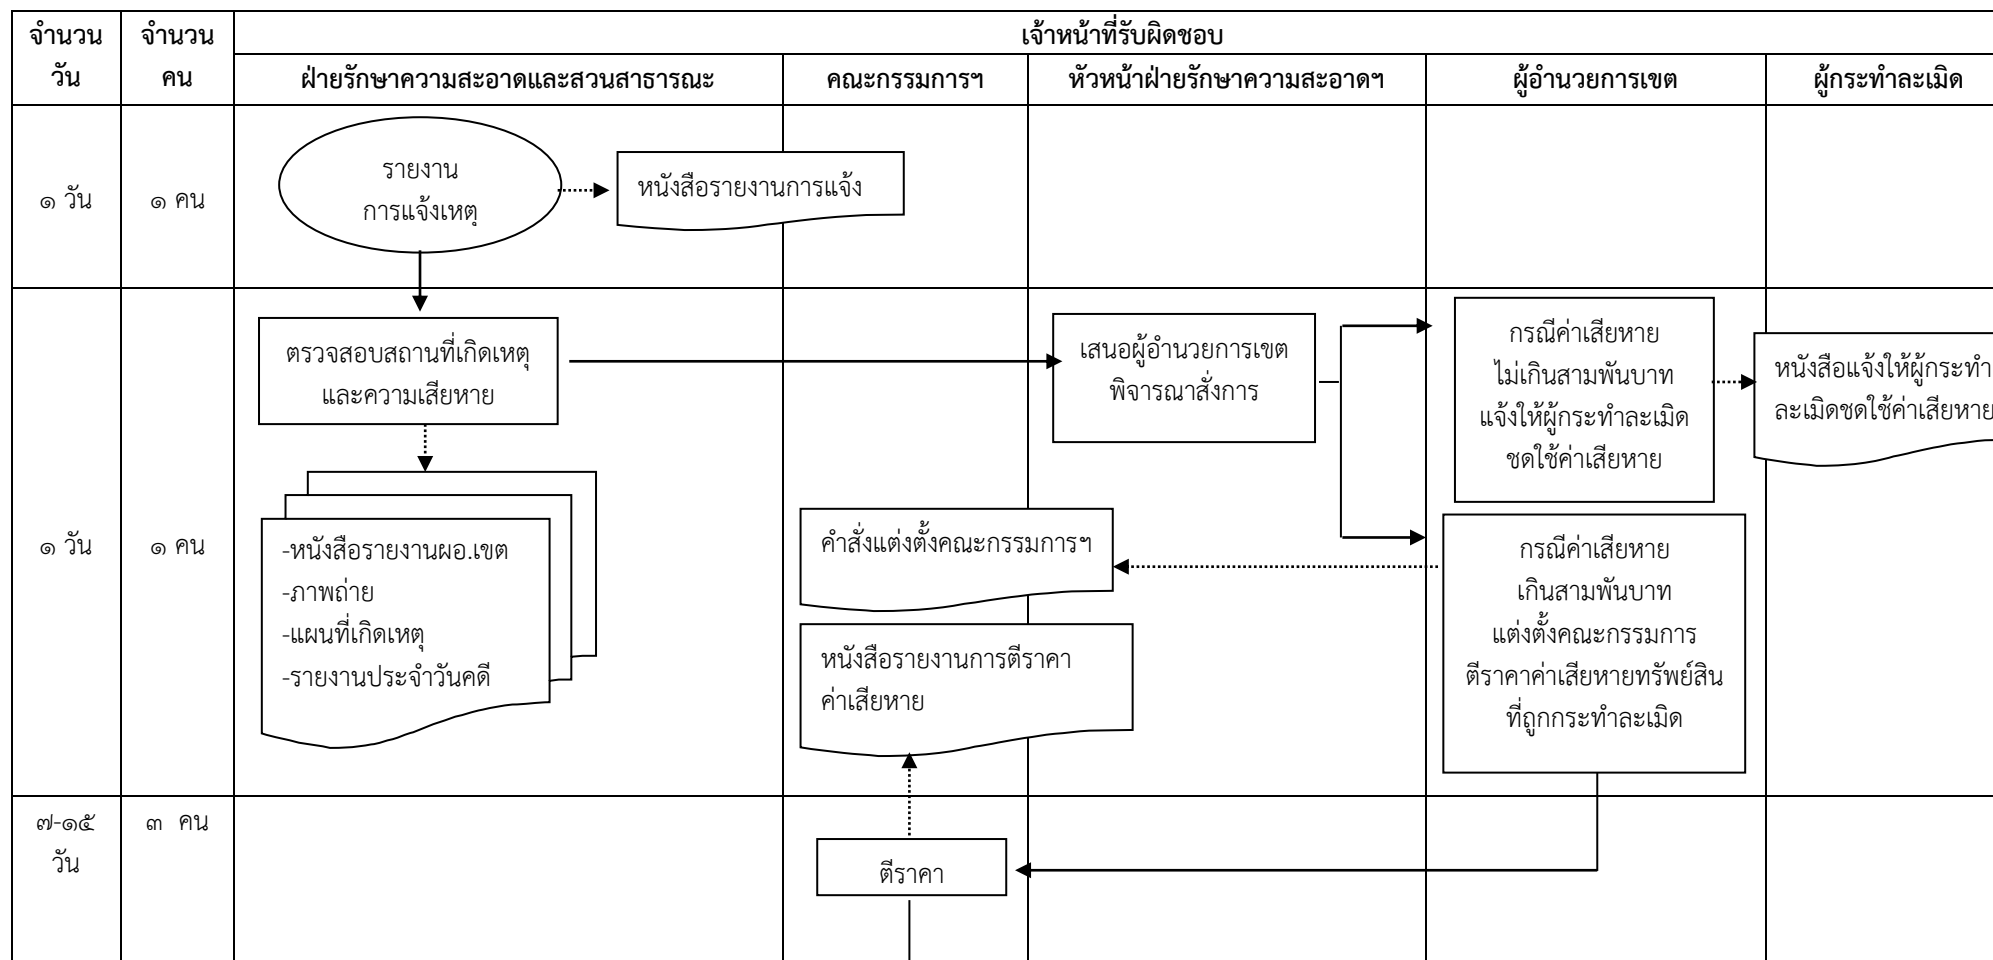 จำนวน
วัน
จำนวน
คน
เจ้าหน้าที่รับผิดชอบ
ฝ่ายรักษาความสะอาดและสวนสาธารณะ
คณะกรรมการฯ
หัวหน้าฝ่ายรักษาความสะอาดฯ
ผู้อำนวยการเขต
ผู้กระทำละเมิด
๑ วัน
๑ คน
รายงาน
การแจ้งเหตุ
หนังสือรายงานการแจ้ง
๑ วัน
๑ คน
ตรวจสอบสถานที่เกิดเหตุ
และความเสียหาย
-หนังสือรายงานผอ.เขต
-ภาพถ่าย
-แผนที่เกิดเหตุ
-รายงานประจำวันคดี
เสนอผู้อำนวยการเขต
พิจารณาสั่งการ
กรณีค่าเสียหาย
ไม่เกินสามพันบาท
แจ้งให้ผู้กระทำละเมิด
ชดใช้ค่าเสียหาย
หนังสือแจ้งให้ผู้กระทำ
ละเมิดชดใช้ค่าเสียหาย
คำสั่งแต่งตั้งคณะกรรมการฯ
หนังสือรายงานการตีราคา
ค่าเสียหาย
กรณีค่าเสียหาย
เกินสามพันบาท
แต่งตั้งคณะกรรมการ
ตีราคาค่าเสียหายทรัพย์สิน
ที่ถูกกระทำละเมิด
๗-๑๕
วัน
๓ คน
ตีราคา